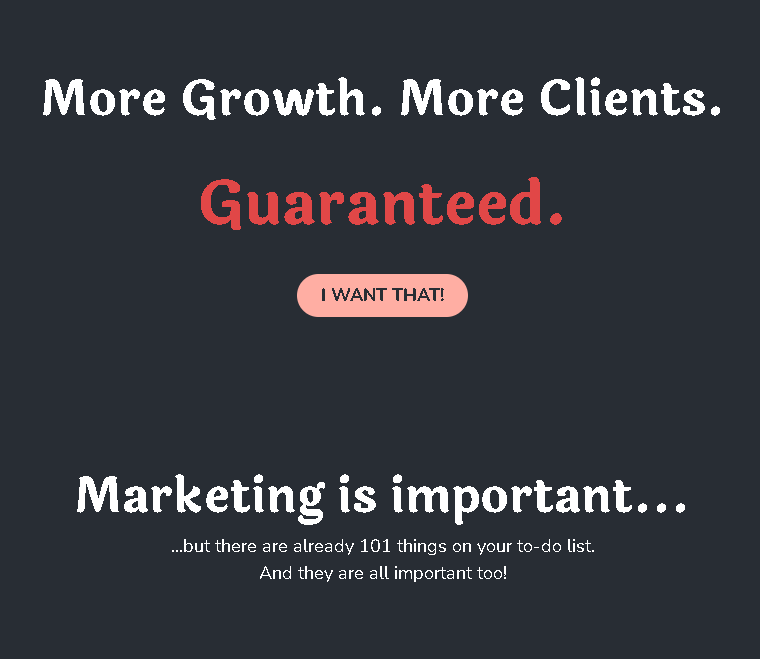 More Growth. More Clients.
Guaranteed.
I WANT THAT!
Marketing is important...
...but there are already 101 things on your to-do list.
And they are all important too!